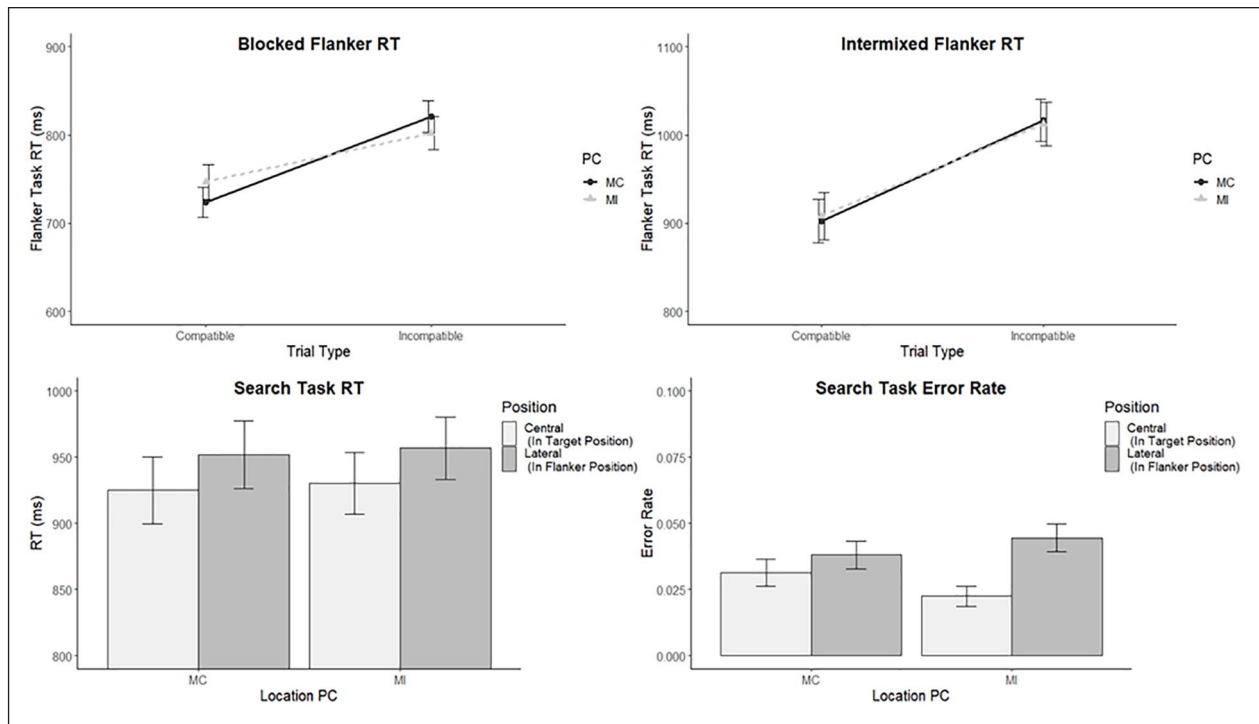 Blocked Flanker RT
900
800
700
600
Flanker Task RT (ms)
Compatible
Incompatible
Trial Type
PC
MC
MI
Intermixed Flanker RT
1100
1000
900
800
Flanker Task RT (ms)
Compatible
Incompatible
Trial Type
PC
MC
MI
Search Task RT
1000
950
900
850
800
RT (ms)
MC
MI
Location PC
Position
Central
(In Target Position)
Lateral
(In Flanker Position)
Search Task Error Rate
0.100
0.075
0.050
0.025
0.000
Error Rate
MC
MI
Location PC
Position
Central
(In Target Position)
Lateral
(In Flanker Position)